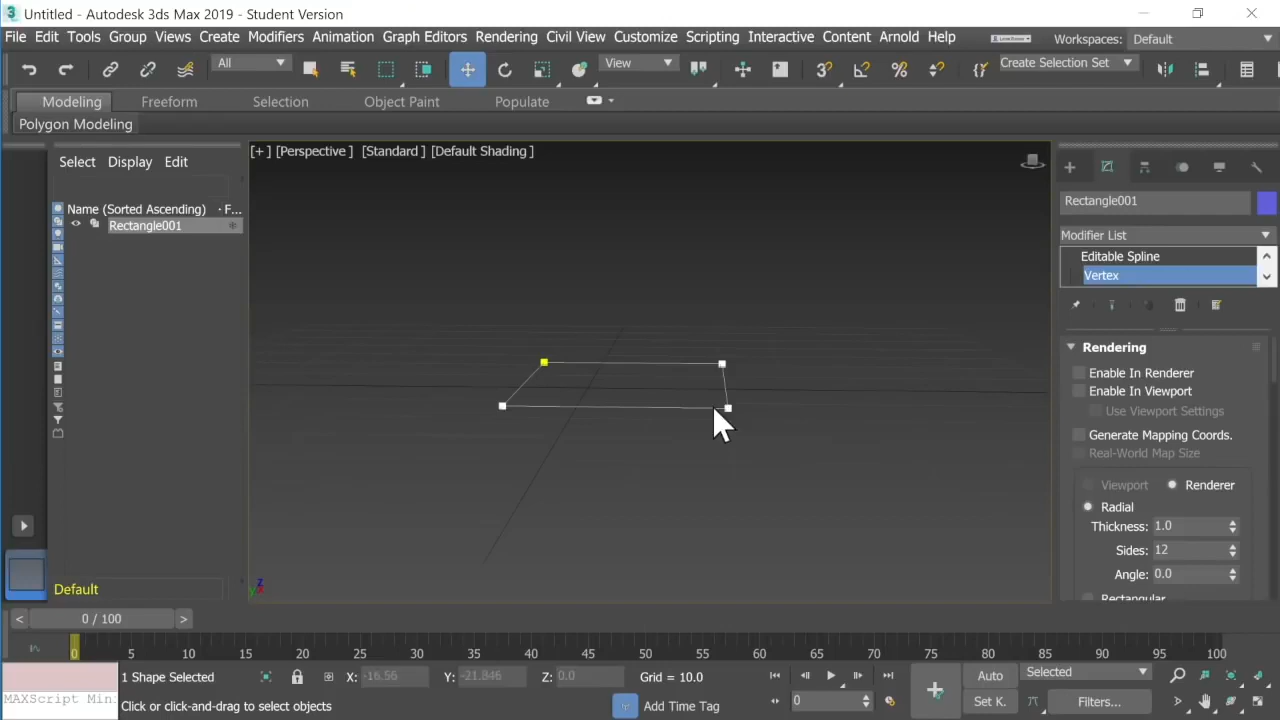 Untitled - Autodesk 3ds Max 2019 - Student Version
File Edit Tools Group Views Create Modifiers Animation Graph Editors Rendering Civil View Customize Scripting Interactive Content Arnold Help
Workspaces: Default
All
View
Create Selection Set
Modeling Freeform Selection Object Paint Populate
Polygon Modeling
Select Display Edit
[+] [Perspective] [Standard] [Default Shading]
Name (Sorted Ascending) F...
Rectangle001
Rectangle001
Modifier List
Editable Spline
Vertex
Rendering
Enable In Renderer
Enable In Viewport
Use Viewport Settings
Generate Mapping Coords.
Real-World Map Size
Viewport Renderer
Radial
Thickness: 1.0
Sides: 12
Angle: 0.0
Rectangular
Default
z
y x
< 0 / 100 >
0 5 10 15 20 25 30 35 40 45 50 55 60 65 70 75 80 85 90 95 100
1 Shape Selected X: -16.56 Y: -21.846 Z: 0.0 Grid = 10.0
Auto Selected
MAXScript Min
Click or click-and-drag to select objects
Add Time Tag
0
Set K. Filters...